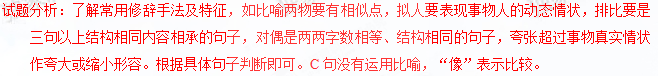 试题分析：了解常用修辞手法及特征，如比喻两物要有相似点，拟人要表现事物人的动态情状，排比要是
三句以上结构相同内容相承的句子，对偶是两两字数相等、结构相同的句子，夸张超过事物真实情状
作夸大或缩小形容。根据具体句子判断即可。C 句没有运用比喻，“像”表示比较。